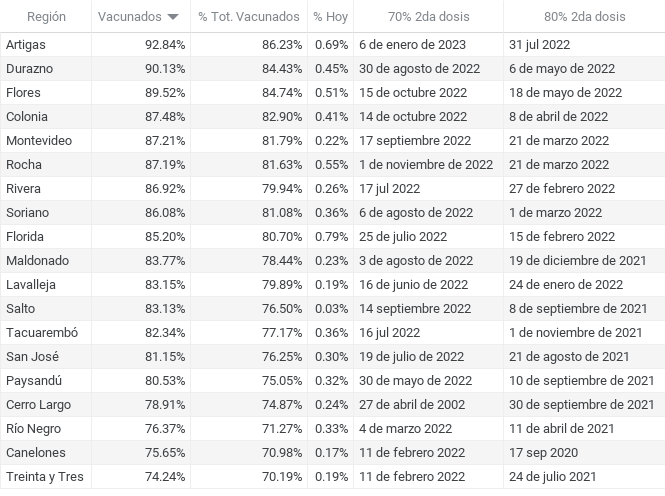 Región Vacunados % Tot. Vacunados % Hoy 70% 2da dosis 80% 2da dosis
Artigas 92.84% 86.23% 0.69% 6 de enero de 2023 31 jul 2022
Durazno 90.13% 84.43% 0.45% 30 de agosto de 2022 6 de mayo de 2022
Flores 89.52% 84.74% 0.51% 15 de octubre de 2022 18 de mayo de 2022
Colonia 87.48% 82.90% 0.41% 14 de octubre de 2022 8 de abril de 2022
Montevideo 87.21% 81.79% 0.22% 17 septiembre 2022 21 de marzo 2022
Rocha 87.19% 81.63% 0.55% 1 de noviembre de 2022 21 de marzo 2022
Rivera 86.92% 79.94% 0.26% 17 jul 2022 27 de febrero 2022
Soriano 86.08% 81.08% 0.36% 6 de agosto de 2022 1 de marzo 2022
Florida 85.20% 80.70% 0.79% 25 de julio 2022 15 de febrero 2022
Maldonado 83.77% 78.44% 0.23% 3 de agosto de 2022 19 de diciembre de 2021
Lavalleja 83.15% 79.89% 0.19% 16 de junio de 2022 24 de enero de 2022
Salto 83.13% 76.50% 0.03% 14 septiembre 2022 8 de septiembre de 2021
Tacuarembó 82.34% 77.17% 0.36% 16 jul 2022 1 de noviembre de 2021
San José 81.15% 76.25% 0.30% 19 de julio de 2022 21 de agosto de 2021
Paysandú 80.53% 75.05% 0.32% 30 de mayo de 2022 10 de septiembre de 2021
Cerro Largo 78.91% 74.87% 0.24% 27 de abril de 2002 30 de septiembre de 2021
Río Negro 76.37% 71.27% 0.33% 4 de marzo 2022 11 de abril de 2021
Canelones 75.65% 70.98% 0.17% 11 de febrero 2022 17 sep 2020
Treinta y Tres 74.24% 70.19% 0.19% 11 de febrero 2022 24 de julio 2021